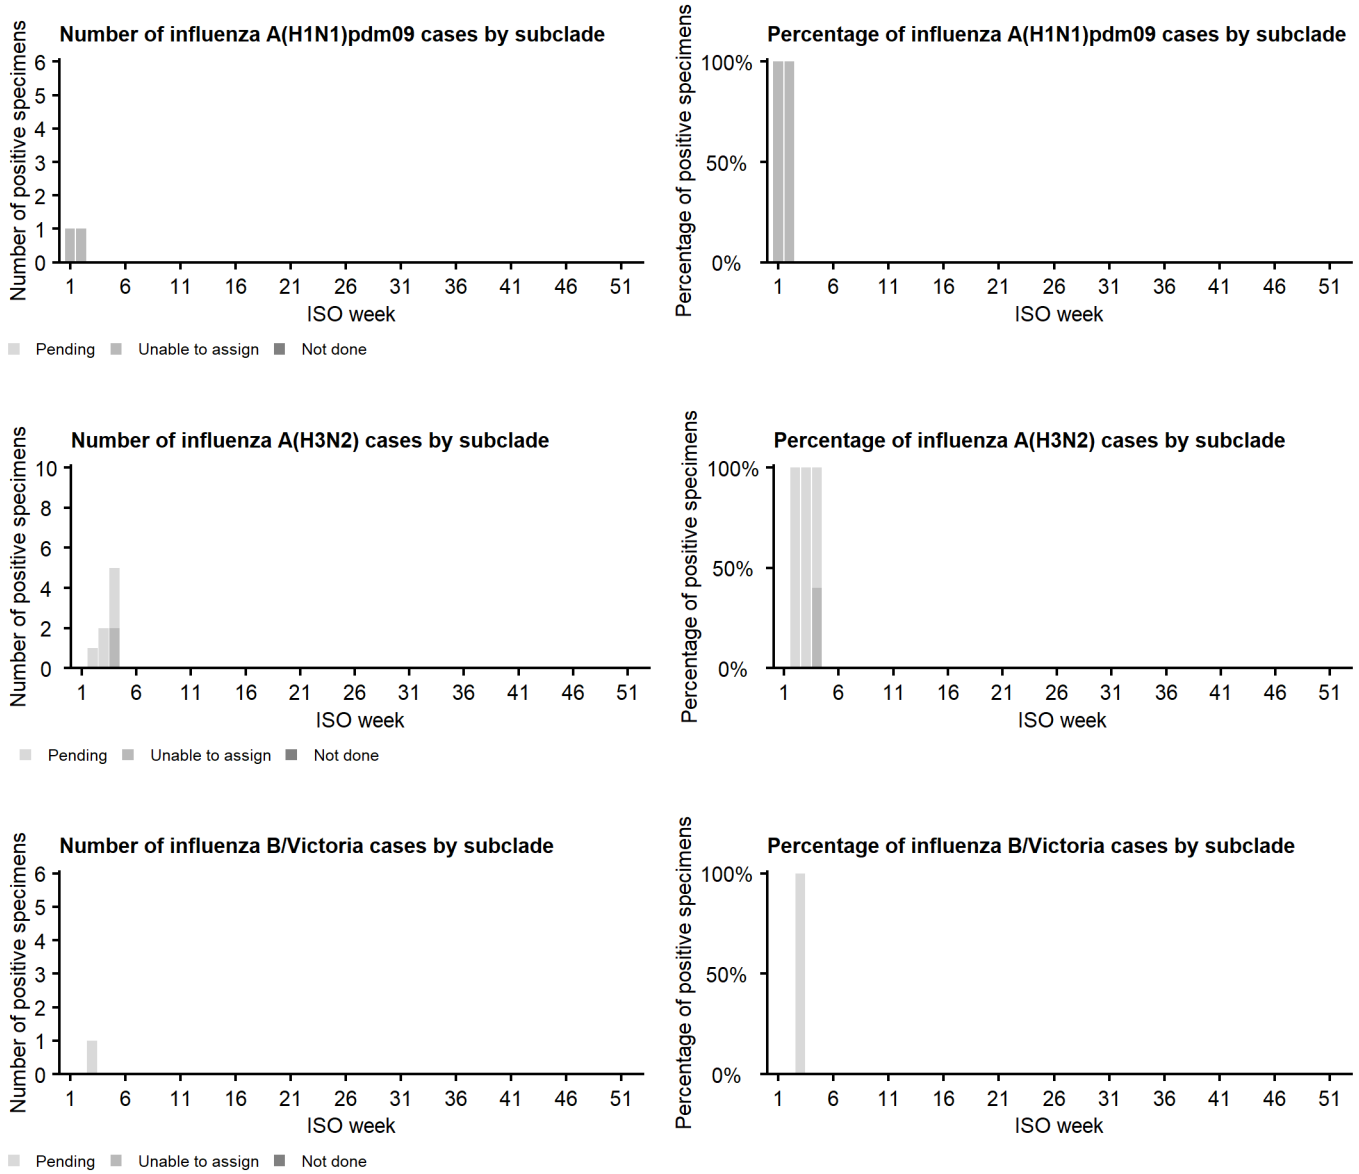 Number of influenza A(H1N1)pdm09 cases by subclade
Number of positive specimens
6
5
4
3
2
1
0
1 6 11 16 21 26 31 36 41 46 51
ISO week
Pending Unable to assign Not done
Percentage of influenza A(H1N1)pdm09 cases by subclade
Percentage of positive specimens
100%
50%
0%
1 6 11 16 21 26 31 36 41 46 51
ISO week
Number of influenza A(H3N2) cases by subclade
Number of positive specimens
10
8
6
4
2
0
1 6 11 16 21 26 31 36 41 46 51
ISO week
Pending Unable to assign Not done
Percentage of influenza A(H3N2) cases by subclade
Percentage of positive specimens
100%
50%
0%
1 6 11 16 21 26 31 36 41 46 51
ISO week
Number of influenza B/Victoria cases by subclade
Number of positive specimens
6
5
4
3
2
1
0
1 6 11 16 21 26 31 36 41 46 51
ISO week
Pending Unable to assign Not done
Percentage of influenza B/Victoria cases by subclade
Percentage of positive specimens
100%
50%
0%
1 6 11 16 21 26 31 36 41 46 51
ISO week